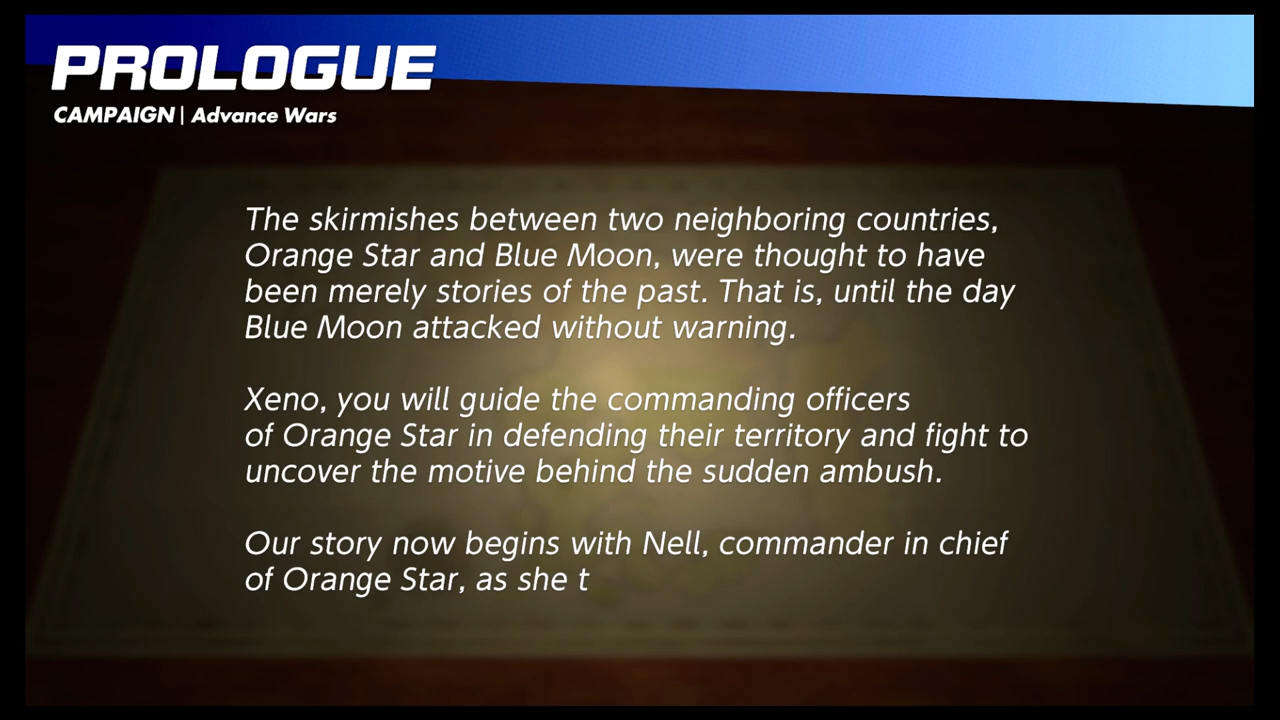 PROLOGUE
CAMPAIGN | Advance Wars
The skirmishes between two neighboring countries,
Orange Star and Blue Moon, were thought to have
been merely stories of the past. That is, until the day
Blue Moon attacked without warning.
Xeno, you will guide the commanding officers
of Orange Star in defending their territory and fight to
uncover the motive behind the sudden ambush.
Our story now begins with Nell, commander in chief
of Orange Star, as she t